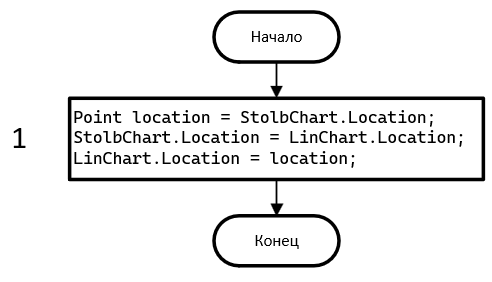 Начало
1
Point location = StolbChart.Location;
StolbChart.Location = LinChart.Location;
LinChart.Location = location;
Конец